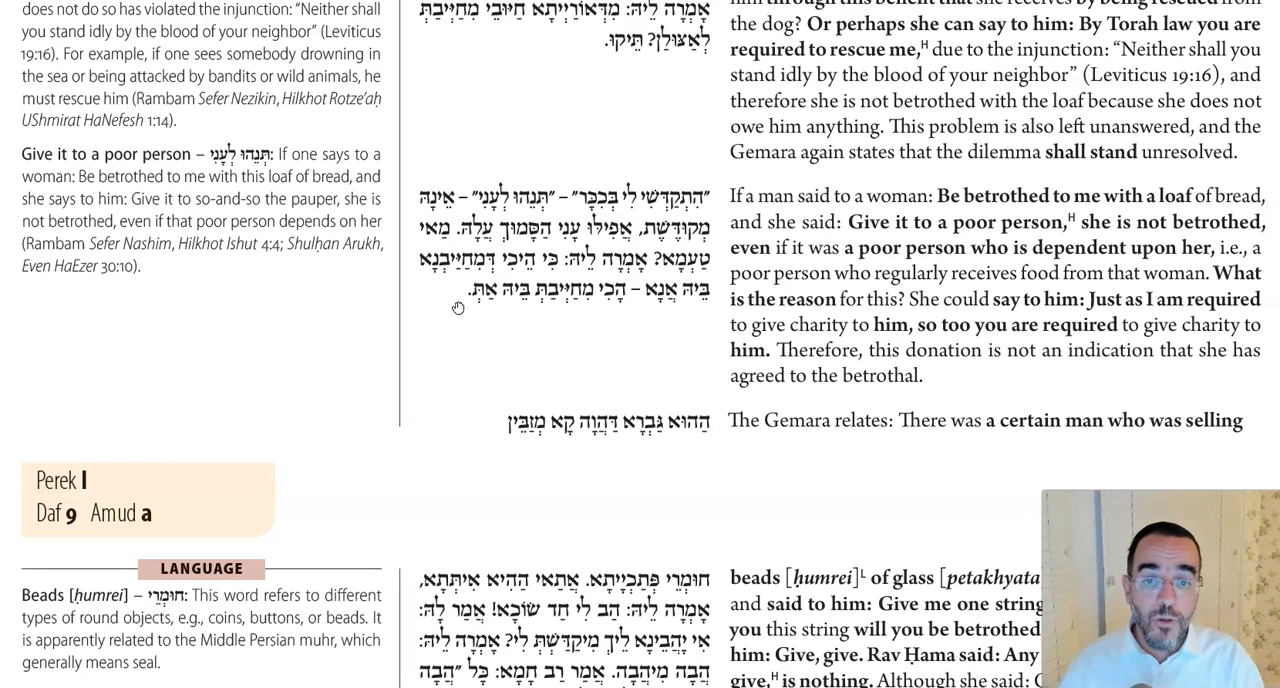 does not do so has violated the injunction: “Neither shall
you stand idly by the blood of your neighbor” (Leviticus
19:16). For example, if one sees somebody drowning in
the sea or being attacked by bandits or wild animals, he
must rescue him (Rambam Sefer Nezikin, Hilkhot Rotze’aḥ
UShmirat HaNefesh 1:14).
Give it to a poor person – תְּנֵהוּ לְעָנִי: If one says to a
woman: Be betrothed to me with this loaf of bread, and
she says to him: Give it to so-and-so the pauper, she is
not betrothed, even if that poor person depends on her
(Rambam Sefer Nashim, Hilkhot Ishut 4:4; Shulḥan Arukh,
Even HaEzer 30:10).
אָמְרָה לֵיהּ: מִדְּאוֹרַיְיתָא חַיּוֹבֵי מִחַיַּיבַתְּ
לְאַצּוֹלַן? תֵּיקוּ.
״הִתְקַדְּשִׁי לִי בְּכִכָּר״ – ״תְּנֵהוּ לְעָנִי״ – אֵינָהּ
מְקוּדֶּשֶׁת, אֲפִילּוּ עָנִי הַסָּמוּךְ עָלֶהָ. מַאי
טַעְמָא? אָמְרָה לֵיהּ: כִּי הֵיכִי דְּמִחַיַּיבְנָא
בֵּיהּ אֲנָא – הָכִי מִחַיַּיבַתְּ בֵּיהּ אַתְּ.
הַהוּא גַּבְרָא דַּהֲוָה קָא מְזַבֵּין
him through this benefit that she receives by being rescued from
the dog? Or perhaps she can say to him: By Torah law you are
required to rescue me,H due to the injunction: “Neither shall you
stand idly by the blood of your neighbor” (Leviticus 19:16), and
therefore she is not betrothed with the loaf because she does not
owe him anything. This problem is also left unanswered, and the
Gemara again states that the dilemma shall stand unresolved.
If a man said to a woman: Be betrothed to me with a loaf of bread,
and she said: Give it to a poor person,H she is not betrothed,
even if it was a poor person who is dependent upon her, i.e., a
poor person who regularly receives food from that woman. What
is the reason for this? She could say to him: Just as I am required
to give charity to him, so too you are required to give charity to
him. Therefore, this donation is not an indication that she has
agreed to the betrothal.
The Gemara relates: There was a certain man who was selling
Perek I
Daf 9 Amud a
LANGUAGE
Beads [ḥumrei] – חוּמְרֵי: This word refers to different
types of round objects, e.g., coins, buttons, or beads. It
is apparently related to the Middle Persian muhr, which
generally means seal.
חוּמְרֵי פְּתַכְיָיתָא. אֲתַאי הַהִיא אִיתְּתָא,
אֲמַרָה לֵיהּ: הַב לִי חַד שׂוֹכָא! אֲמַר לָהּ:
אִי יָהֵבְינָא לֵיךְ מִיקַּדְּשַׁתְּ לִי? אֲמַרָה לֵיהּ:
הָבָה מִיהֲבָה. אָמַר רַב חָמָא: כָּל ״הָבָה
beads [ḥumrei]L of glass [petakhyata
and said to him: Give me one string
you this string will you be betrothed
him: Give, give. Rav Ḥama said: Any
give,H is nothing. Although she said: